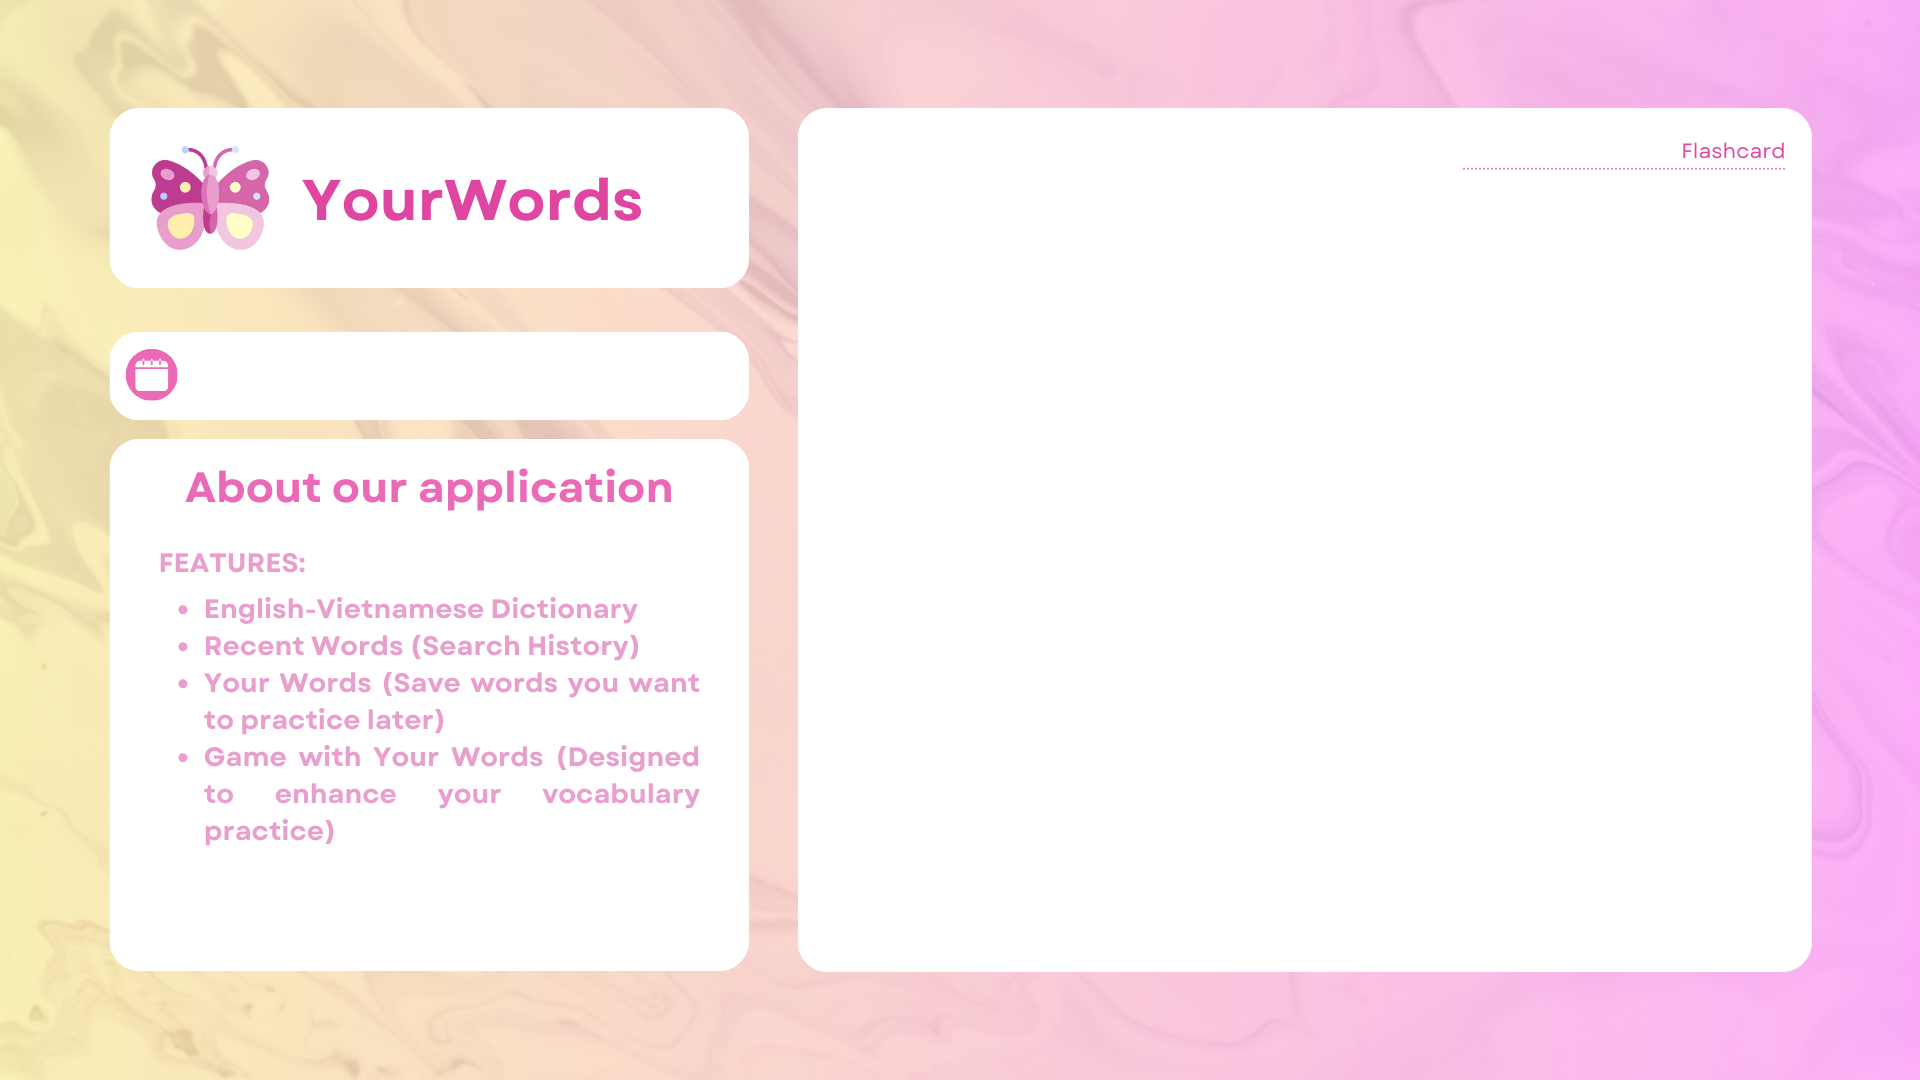 YourWords
About our application
FEATURES:
• English-Vietnamese Dictionary
• Recent Words (Search History)
• Your Words (Save words you want
to practice later)
• Game with Your Words (Designed
to enhance your vocabulary
practice)
Flashcard